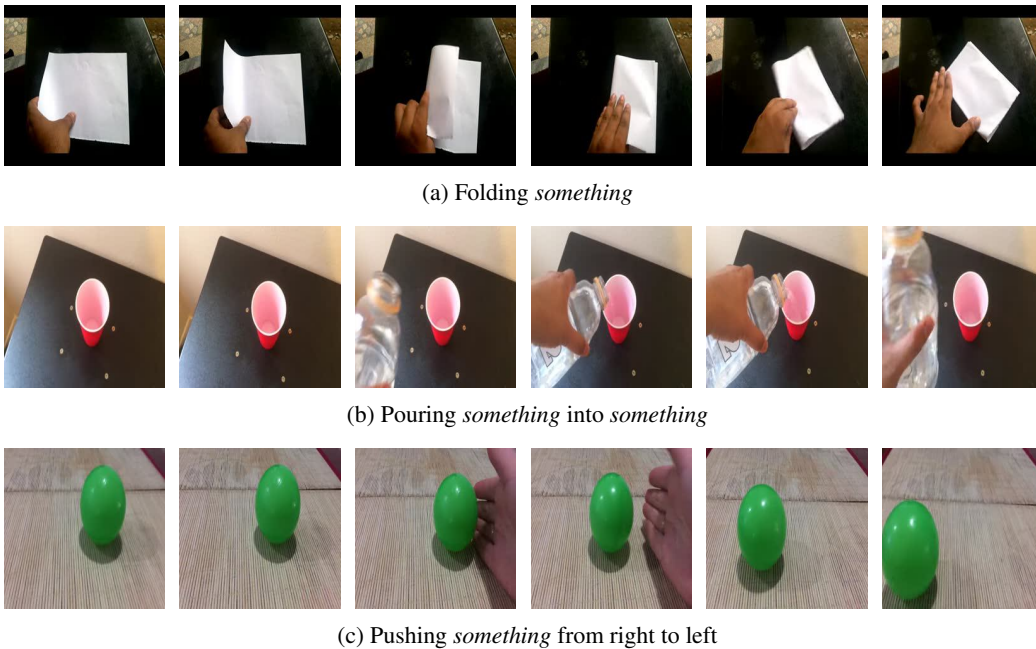 (a) Folding something
(b) Pouring something into something
(c) Pushing something from right to left